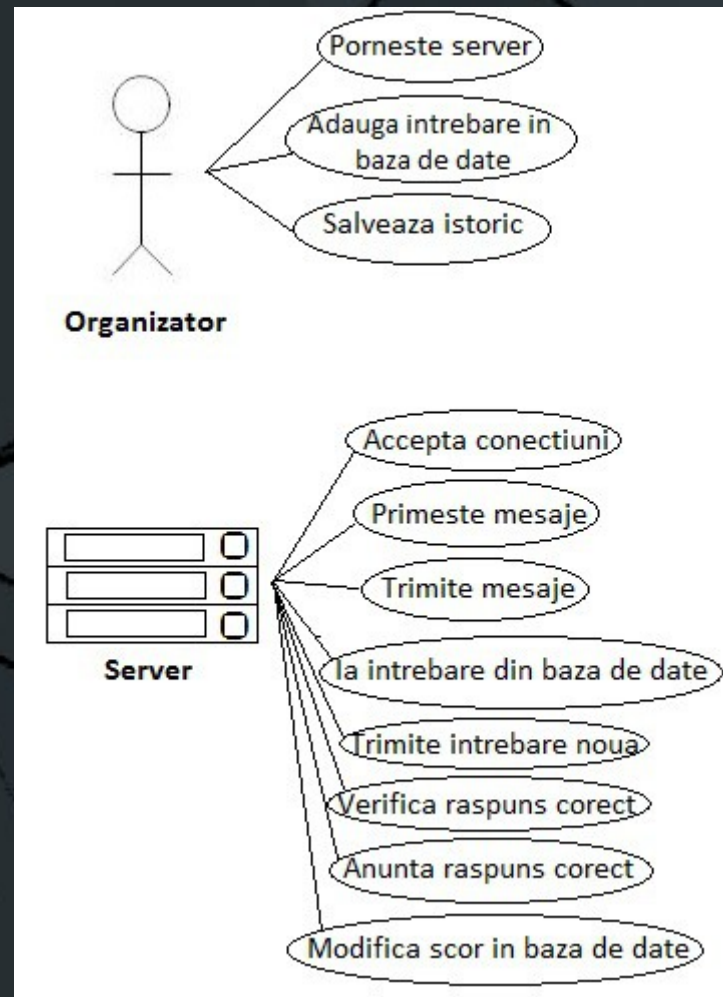 Porneste server
Adauga intrebare in
baza de date
Salveaza istoric
Organizator
Accepta conectiuni
Primeste mesaje
Trimite mesaje
Ia intrebare din baza de date
Server
Trimite intrebare noua
Verifica raspuns corect
Anunta raspuns corect
Modifica scor in baza de date